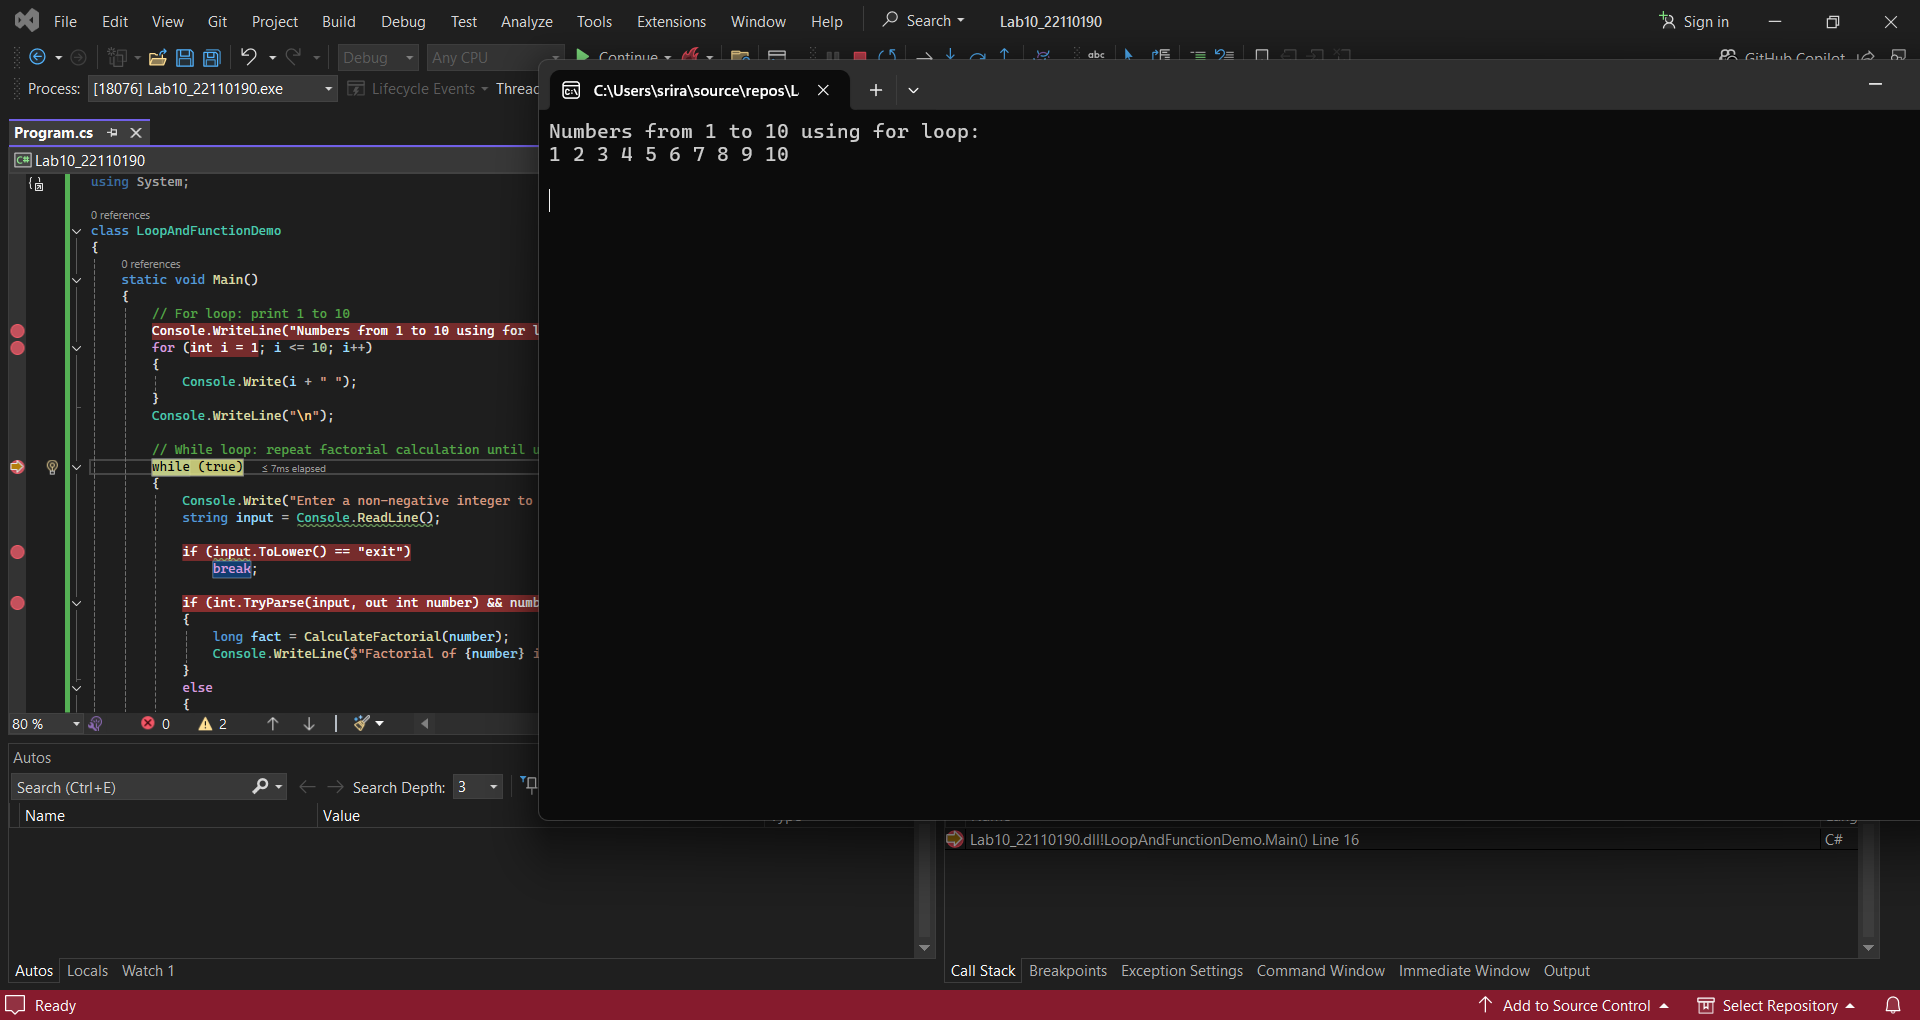 File Edit View Git Project Build Debug Test Analyze Tools Extensions Window Help Search Lab10_22110190 Sign in
Debug Any CPU Continue abc GitHub Copilot
Process: [18076] Lab10_22110190.exe Lifecycle Events Thread
C:\Users\srira\source\repos\L
Program.cs
Lab10_22110190
Numbers from 1 to 10 using for loop:
1 2 3 4 5 6 7 8 9 10
using System;
0 references
class LoopAndFunctionDemo
{
0 references
static void Main()
{
// For loop: print 1 to 10
Console.WriteLine("Numbers from 1 to 10 using for l
for (int i = 1; i <= 10; i++)
{
Console.Write(i + " ");
}
Console.WriteLine("\n");
// While loop: repeat factorial calculation until u
while (true) ≤ 7ms elapsed
{
Console.Write("Enter a non-negative integer to
string input = Console.ReadLine();
if (input.ToLower() == "exit")
break;
if (int.TryParse(input, out int number) && numb
{
long fact = CalculateFactorial(number);
Console.WriteLine($"Factorial of {number} i
}
else
{
80 % 0 2
Autos
Search (Ctrl+E) Search Depth: 3
Name Value Type
Name Lang
Lab10_22110190.dll!LoopAndFunctionDemo.Main() Line 16 C#
Autos Locals Watch 1
Call Stack Breakpoints Exception Settings Command Window Immediate Window Output
Ready Add to Source Control Select Repository